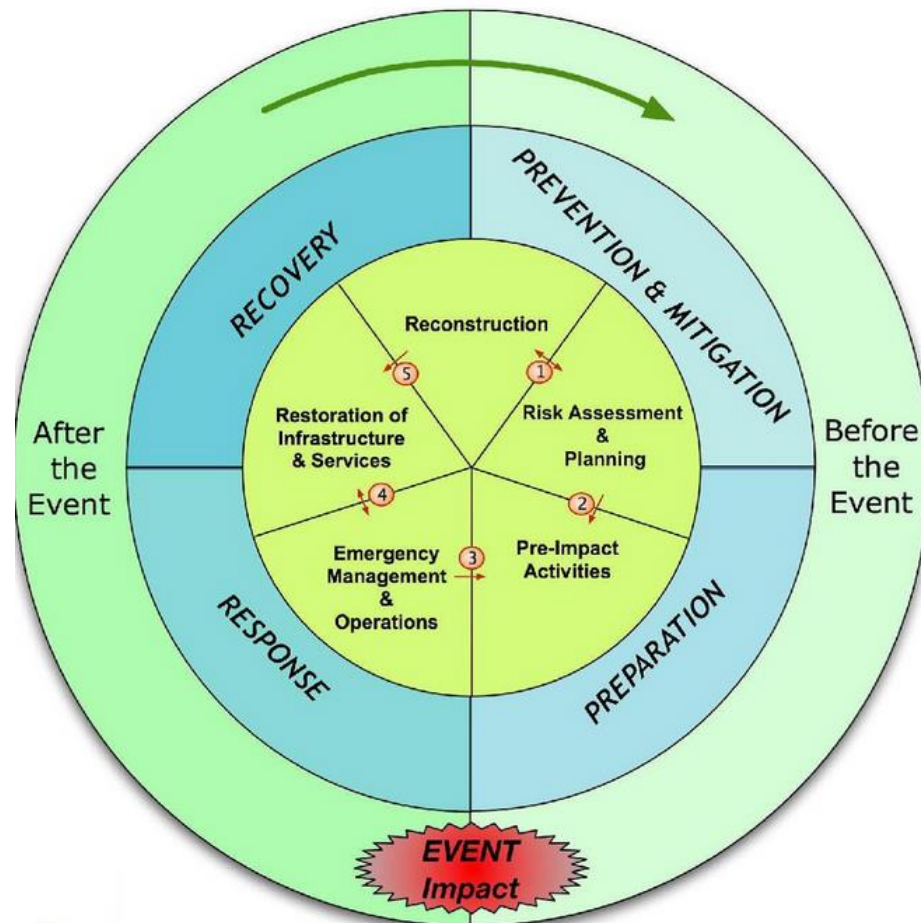 RECOVERY
PREVENTION & MITIGATION
Reconstruction
5
1
Restoration of
Infrastructure
& Services
Risk Assessment
&
Planning
After
the
Event
Before
the
Event
4
2
3
Emergency
Management
&
Operations
Pre-Impact
Activities
RESPONSE
PREPARATION
EVENT
Impact